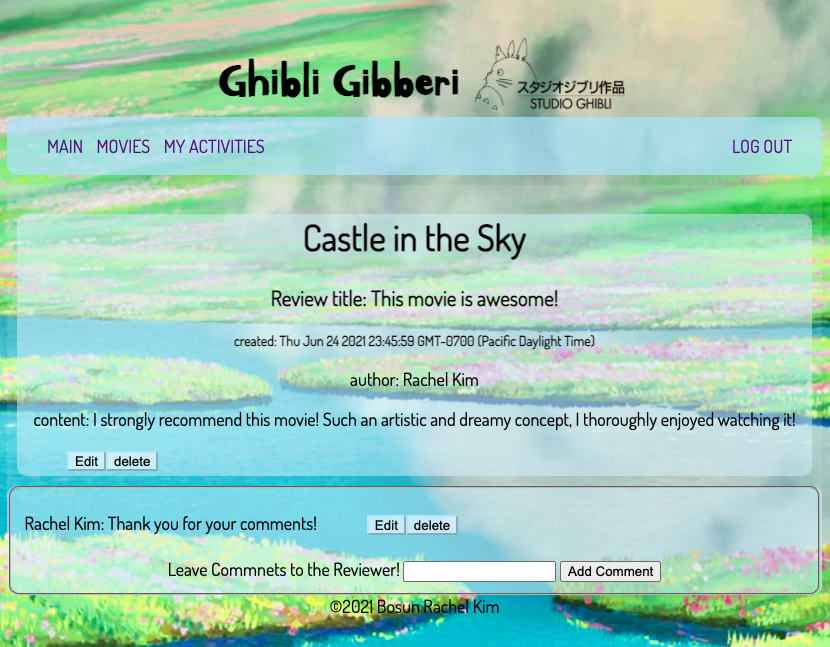 Ghibli Gibberi
スタジオジブリ作品
STUDIO GHIBLI
MAIN MOVIES MY ACTIVITIES LOG OUT
Castle in the Sky
Review title: This movie is awesome!
created: Thu Jun 24 2021 23:45:59 GMT-0700 (Pacific Daylight Time)
author: Rachel Kim
content: I strongly recommend this movie! Such an artistic and dreamy concept, I thoroughly enjoyed watching it!
Edit delete
Rachel Kim: Thank you for your comments! Edit delete
Leave Commnets to the Reviewer! Add Comment
©2021 Bosun Rachel Kim